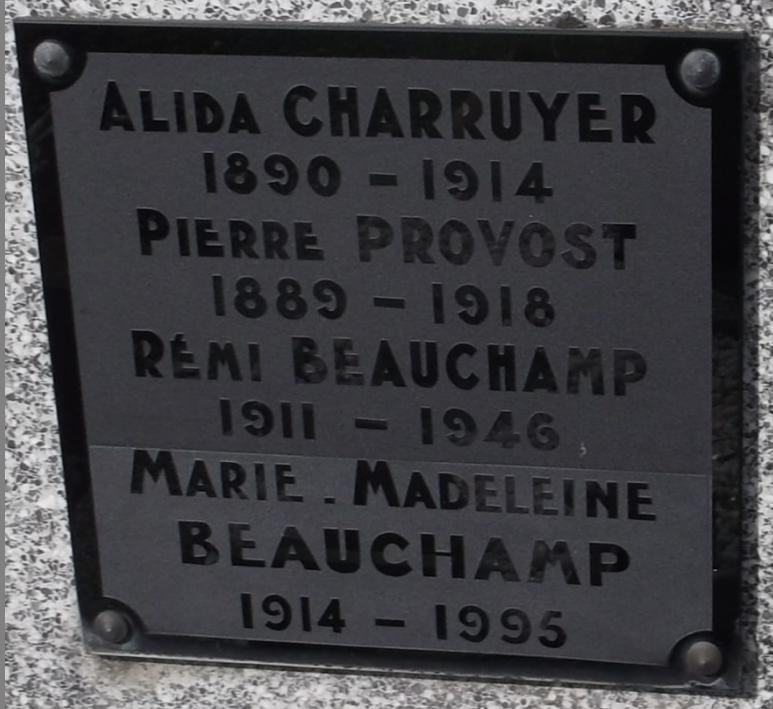 ALIDA CHARRUYER
1890 - 1914
PIERRE PROVOST
1889 - 1918
RÉMI BEAUCHAMP
1911 - 1946
MARIE - MADELEINE
BEAUCHAMP
1914 - 1995